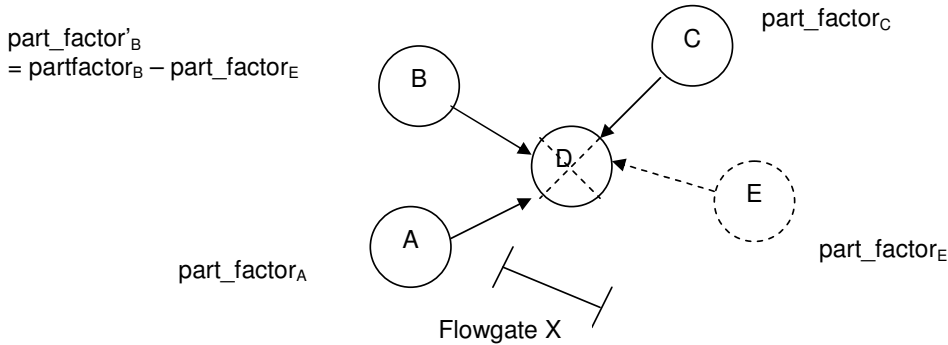 part_factor’B
= partfactorB – part_factorE
part_factorC
B
C
D
E
A
part_factorA
part_factorE
Flowgate X